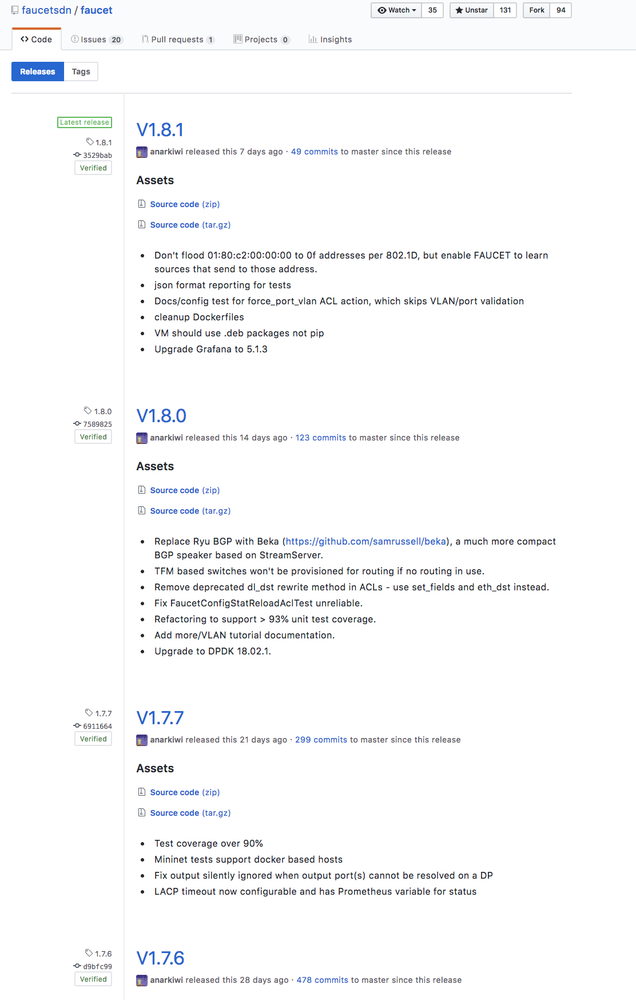 faucetsdn / faucet
Watch 35 Unstar 131 Fork 94
Code Issues 20 Pull requests 1 Projects 0 Insights
Releases Tags
Latest release
1.8.1
3529bab
Verified
V1.8.1
anarkiwi released this 7 days ago · 49 commits to master since this release
Assets
Source code (zip)
Source code (tar.gz)
• Don't flood 01:80:c2:00:00:00 to 0f addresses per 802.1D, but enable FAUCET to learn
sources that send to those address.
• json format reporting for tests
• Docs/config test for force_port_vlan ACL action, which skips VLAN/port validation
• cleanup Dockerfiles
• VM should use .deb packages not pip
• Upgrade Grafana to 5.1.3
1.8.0
7589825
Verified
V1.8.0
anarkiwi released this 14 days ago · 123 commits to master since this release
Assets
Source code (zip)
Source code (tar.gz)
• Replace Ryu BGP with Beka (https://github.com/samrussell/beka), a much more compact
BGP speaker based on StreamServer.
• TFM based switches won't be provisioned for routing if no routing in use.
• Remove deprecated dl_dst rewrite method in ACLs - use set_fields and eth_dst instead.
• Fix FaucetConfigStatReloadAclTest unreliable.
• Refactoring to support > 93% unit test coverage.
• Add more/VLAN tutorial documentation.
• Upgrade to DPDK 18.02.1.
1.7.7
6911664
Verified
V1.7.7
anarkiwi released this 21 days ago · 299 commits to master since this release
Assets
Source code (zip)
Source code (tar.gz)
• Test coverage over 90%
• Mininet tests support docker based hosts
• Fix output silently ignored when output port(s) cannot be resolved on a DP
• LACP timeout now configurable and has Prometheus variable for status
1.7.6
d9bfc99
Verified
V1.7.6
anarkiwi released this 28 days ago · 478 commits to master since this release